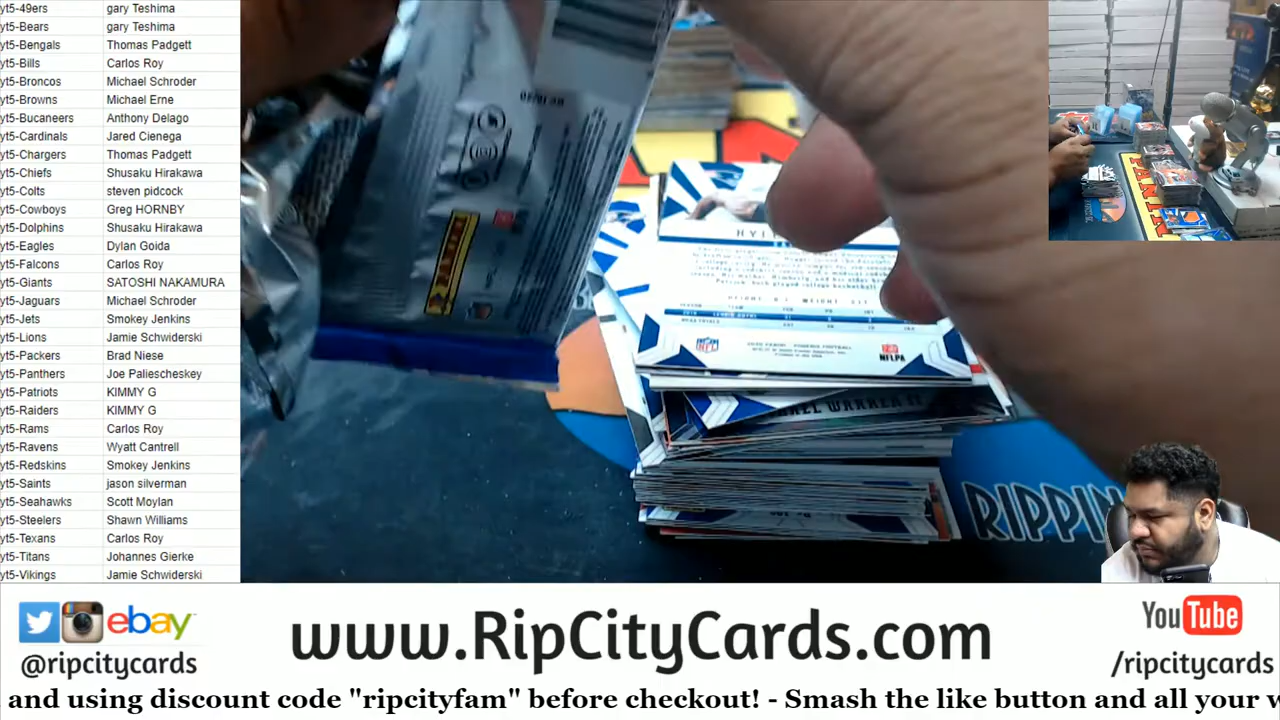 yt5-49ers gary Teshima
yt5-Bears gary Teshima
yt5-Bengals Thomas Padgett
yt5-Bills Carlos Roy
yt5-Broncos Michael Schroder
yt5-Browns Michael Erne
yt5-Bucaneers Anthony Delago
yt5-Cardinals Jared Cienega
yt5-Chargers Thomas Padgett
yt5-Chiefs Shusaku Hirakawa
yt5-Colts steven pidcock
yt5-Cowboys Greg HORNBY
yt5-Dolphins Shusaku Hirakawa
yt5-Eagles Dylan Goida
yt5-Falcons Carlos Roy
yt5-Giants SATOSHI NAKAMURA
yt5-Jaguars Michael Schroder
yt5-Jets Smokey Jenkins
yt5-Lions Jamie Schwiderski
yt5-Packers Brad Niese
yt5-Panthers Joe Paliescheskey
yt5-Patriots KIMMY G
yt5-Raiders KIMMY G
yt5-Rams Carlos Roy
yt5-Ravens Wyatt Cantrell
yt5-Redskins Smokey Jenkins
yt5-Saints jason silverman
yt5-Seahawks Scott Moylan
yt5-Steelers Shawn Williams
yt5-Texans Carlos Roy
yt5-Titans Johannes Gierke
yt5-Vikings Jamie Schwiderski
PANINI
HEIGHT WEIGHT
NFL
NFLPA
RIPPIN
ebay
@ripcitycards
www.RipCityCards.com
YouTube
/ripcitycards
and using discount code "ripcityfam" before checkout! - Smash the like button and all your